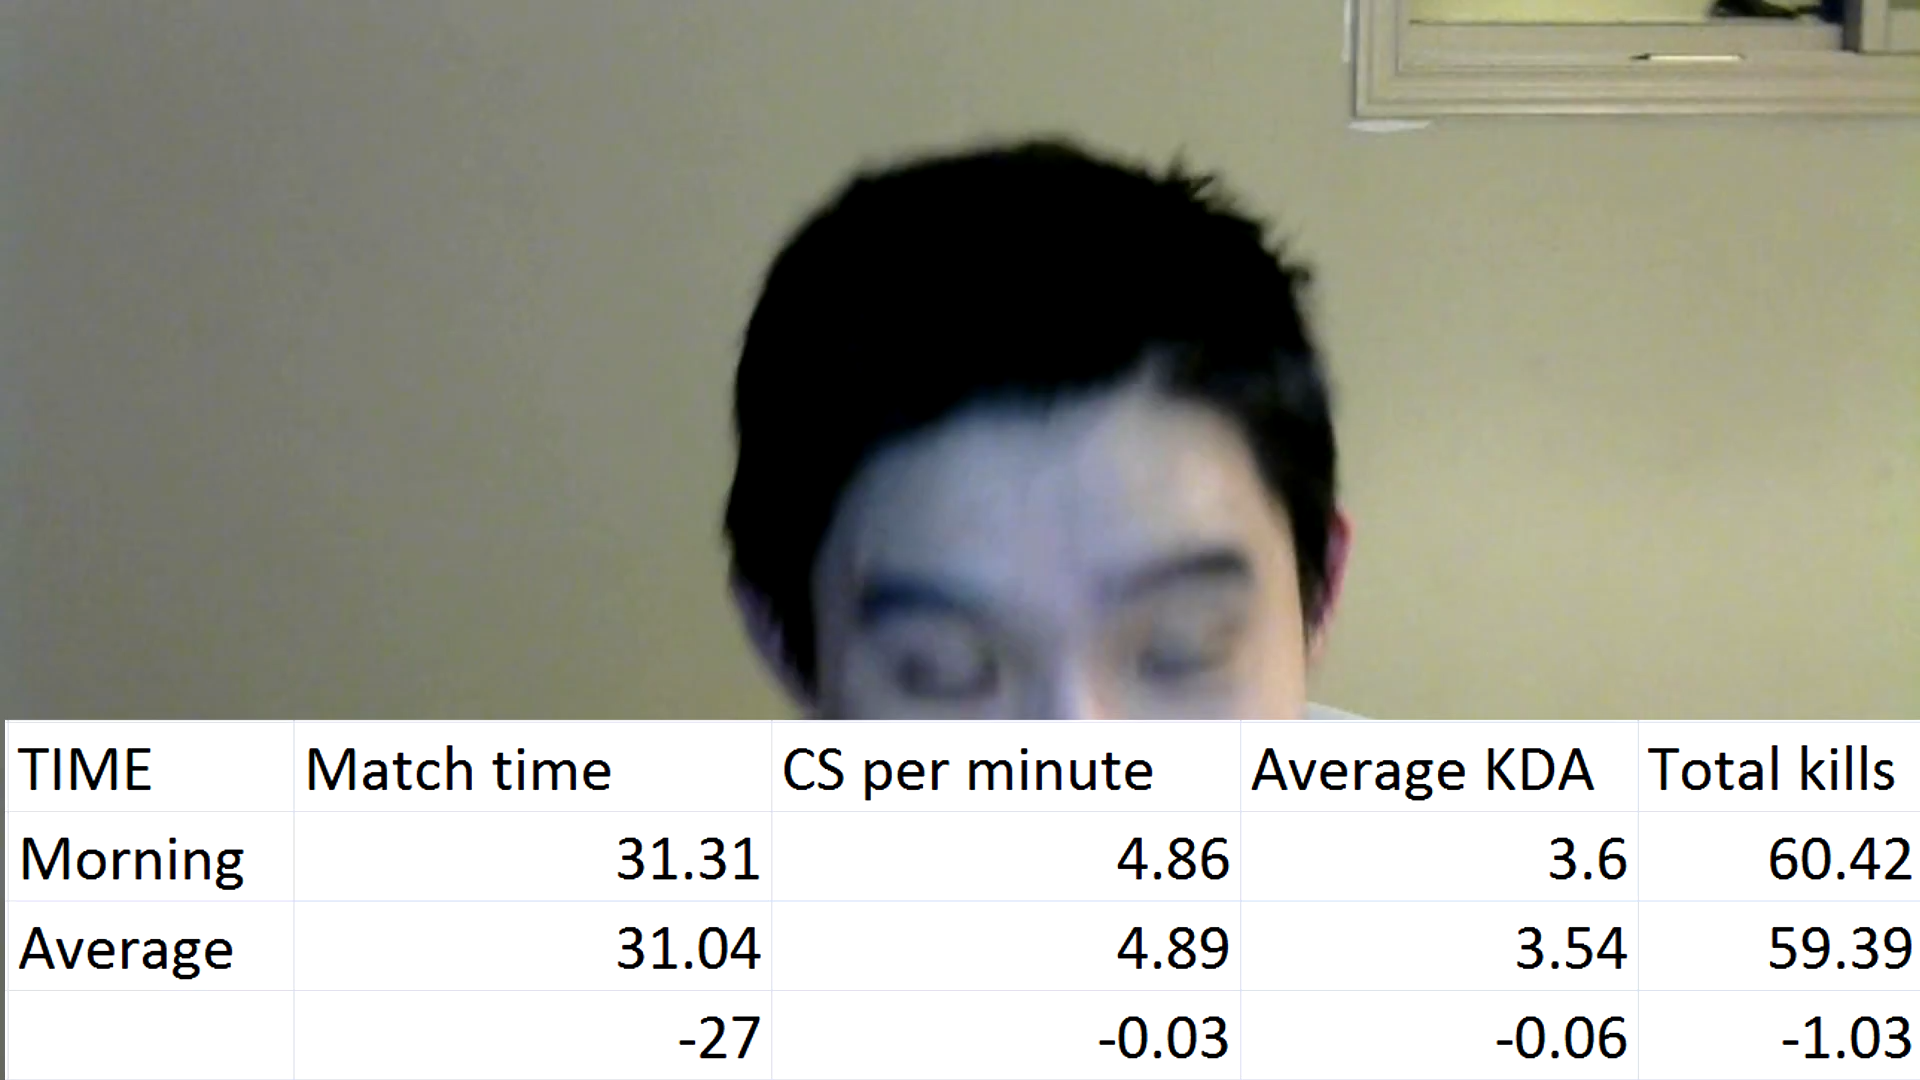 TIME Match time CS per minute Average KDA Total kills
Morning 31.31 4.86 3.6 60.42
Average 31.04 4.89 3.54 59.39
-27 -0.03 -0.06 -1.03